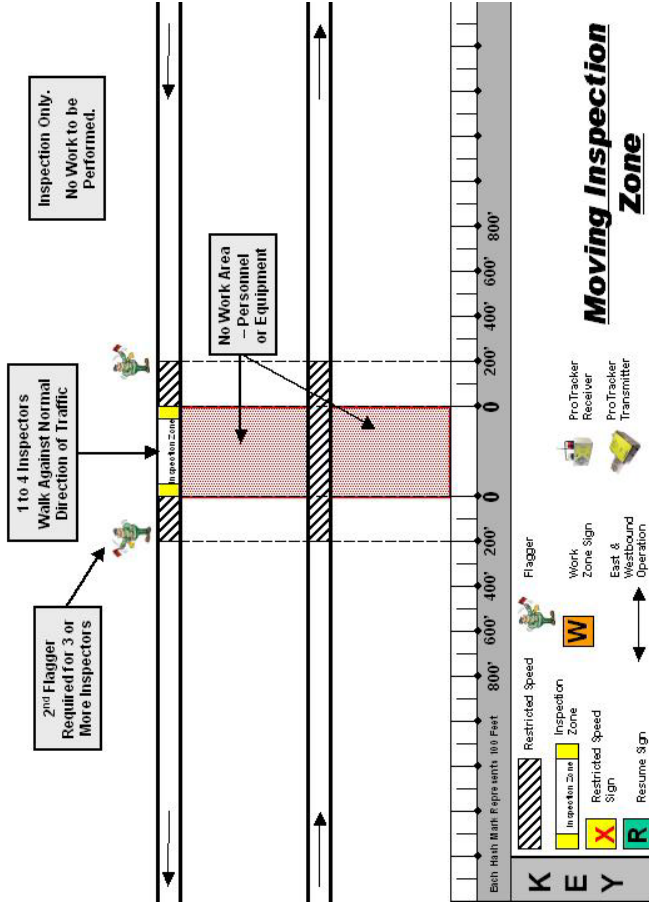 2nd Flagger
Required for 3 or
More Inspectors
1 to 4 Inspectors
Walk Against Normal
Direction of Traffic
Inspection Only.
No Work to be
Performed.
Inspection Zone
No Work Area
– Personnel
or Equipment
800' 600' 400' 200' 0 0 200' 400' 600' 800'
Each Hash Mark Represents 100 Feet
KEY
Restricted Speed
Inspection Zone
Inspection
Zone
X
Restricted Speed
Sign
R
Resume Sign
Flagger
W
Work
Zone Sign
East &
Westbound
Operation
ProTracker
Receiver
ProTracker
Transmitter
Moving Inspection
Zone